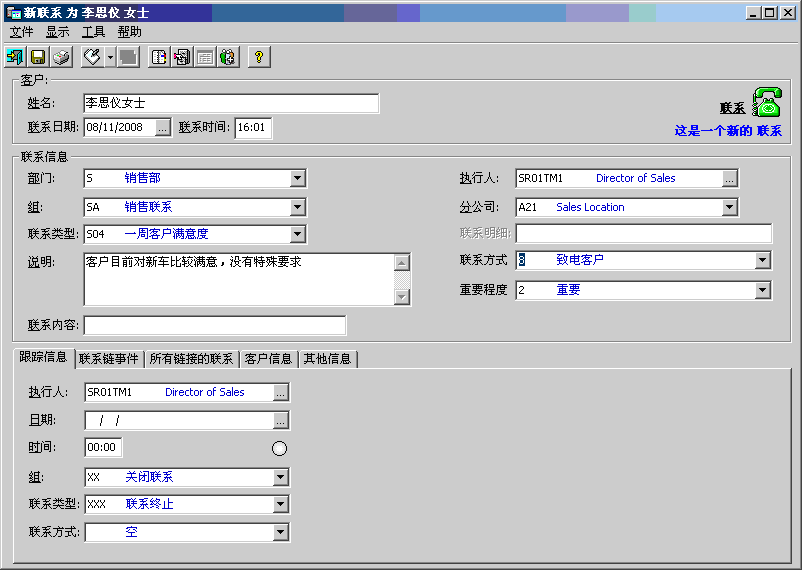 新联系 为 李思仪 女士
文件 显示 工具 帮助
客户:
姓名: 李思仪女士
联系
联系日期: 08/11/2008 ... 联系时间: 16:01
这是一个新的 联系
联系信息
部门: S 销售部
执行人: SR01TM1 Director of Sales ...
组: SA 销售联系
分公司: A21 Sales Location
联系类型: S04 一周客户满意度
联系明细:
说明: 客户目前对新车比较满意，没有特殊要求
联系方式 8 致电客户
重要程度 2 重要
联系内容:
跟踪信息 联系链事件 所有链接的联系 客户信息 其他信息
执行人: SR01TM1 Director of Sales ...
日期: / / ...
时间: 00:00
组: XX 关闭联系
联系类型: XXX 联系终止
联系方式: 空